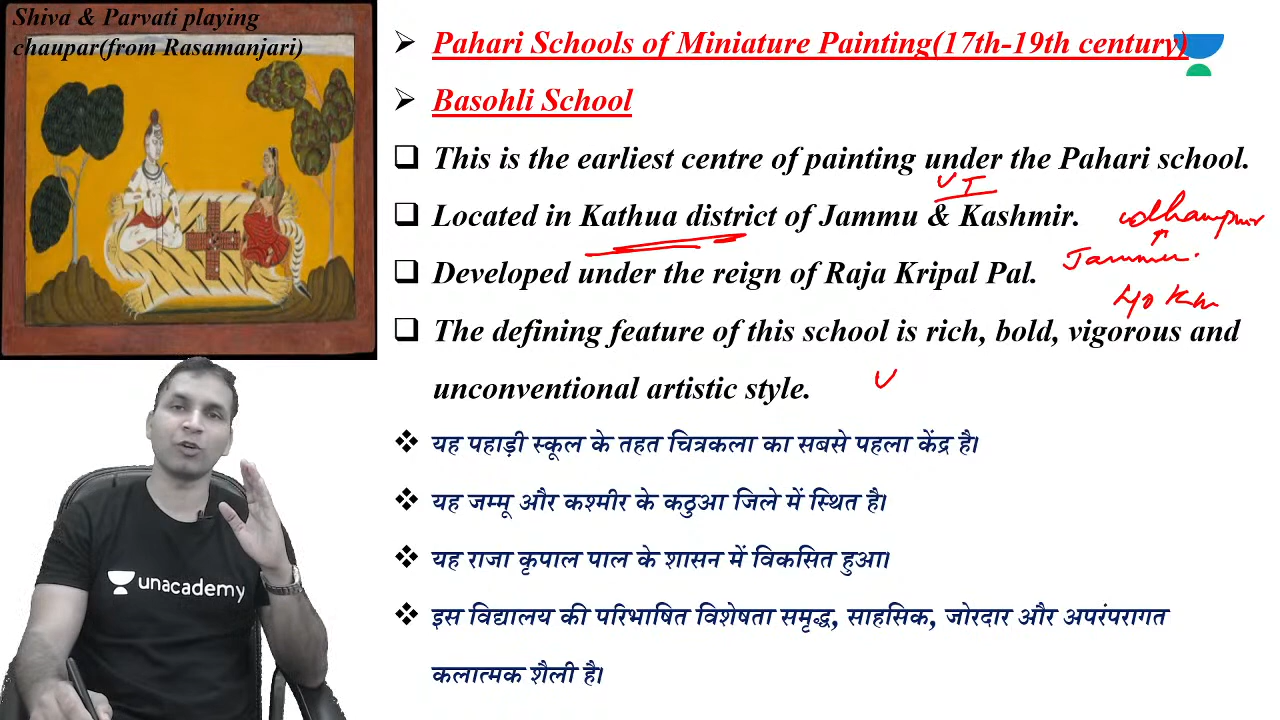 Shiva & Parvati playing
chaupar(from Rasamanjari)
Pahari Schools of Miniature Painting(17th-19th century)
Basohli School
This is the earliest centre of painting under the Pahari school.
UT
Located in Kathua district of Jammu & Kashmir.
udhampur
Developed under the reign of Raja Kripal Pal.
Jammu
40 Km
The defining feature of this school is rich, bold, vigorous and
unconventional artistic style.
यह पहाड़ी स्कूल के तहत चित्रकला का सबसे पहला केंद्र है।
यह जम्मू और कश्मीर के कठुआ जिले में स्थित है।
यह राजा कृपाल पाल के शासन में विकसित हुआ।
इस विद्यालय की परिभाषित विशेषता समृद्ध, साहसिक, जोरदार और अपरंपरागत
कलात्मक शैली है।
unacademy